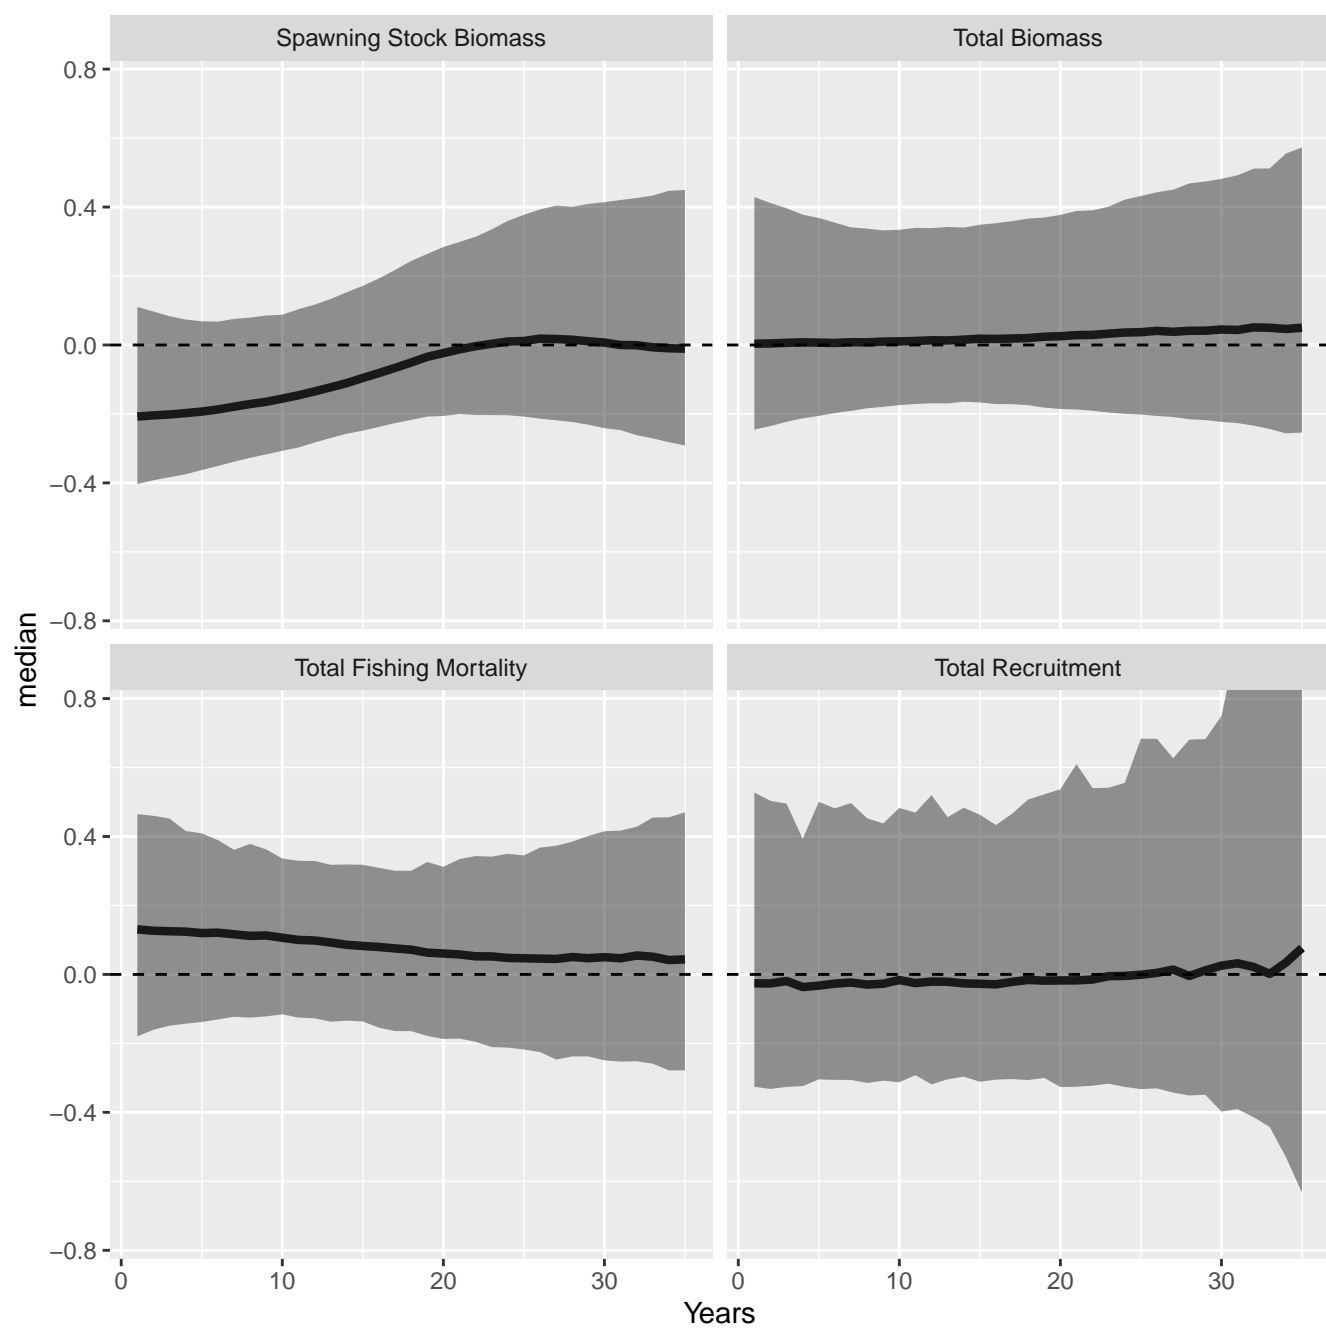 Spawning Stock Biomass
Total Biomass
0.8
0.4
0.0
−0.4
−0.8
Total Fishing Mortality
Total Recruitment
0.8
0.4
0.0
−0.4
−0.8
median
0 10 20 30
0 10 20 30
Years